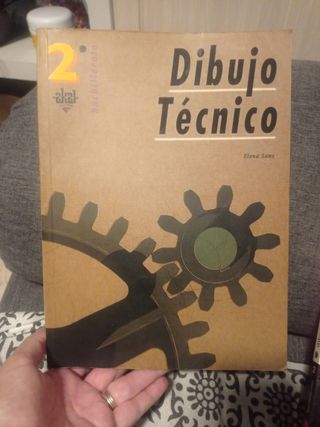 2º
akal
bachillerato
Dibujo
Técnico
Elena Sanz